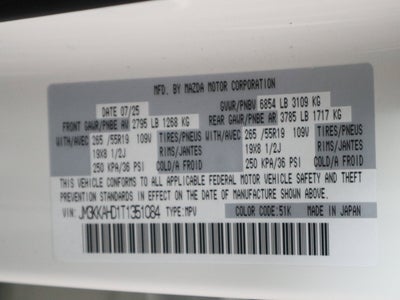 MFD. BY MAZDA MOTOR CORPORATION
DATE 07/25 GVWR/PNBV 6854 LB 3109 KG
FRONT GAWR/PNBE AV 2795 LB 1268 KG REAR GAWR/PNBE AR 3785 LB 1717 KG
WITH/AVEC 265 /55R19 109W TIRES/PNEUS WITH/AVEC 265 /55R19 109W TIRES/PNEUS
19X8 1/2J RIMS/JANTES 19X8 1/2J RIMS/JANTES
250 KPA/36 PSI COLD/A FROID 250 KPA/36 PSI COLD/A FROID
THIS VEHICLE CONFORMS TO ALL APPLICABLE FEDERAL MOTOR VEHICLE SAFETY AND THEFT
PREVENTION STANDARDS IN EFFECT ON THE DATE OF MANUFACTURE SHOWN ABOVE.
VIN: JM3KKAHD1T1351084 TYPE:MPV COLOR CODE:51K MADE IN JAPAN